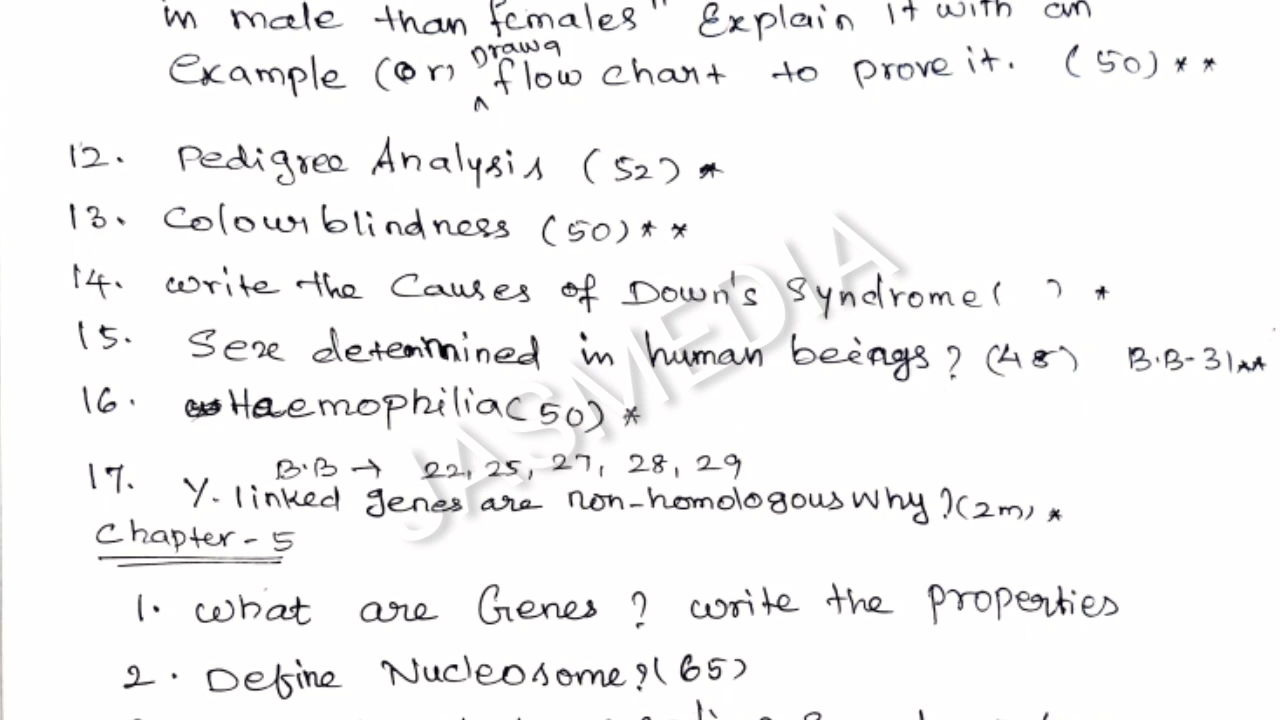 in male than females" Explain it with an
Example (or) Draw a flow chart to prove it. (50) * *
12. Pedigree Analysis (52) *
13. Colourblindness (50) * *
14. write the Causes of Down's Syndrome ( ) *
15. Sex determined in human beings? (48) B.B-31 **
16. Haemophilia (50) *
B.B → 22, 25, 27, 28, 29
17. Y. linked genes are non-homologous why? (2m) *
Chapter - 5
1. what are Genes? write the properties
2. Define Nucleosome? (65)
JASMEDIA